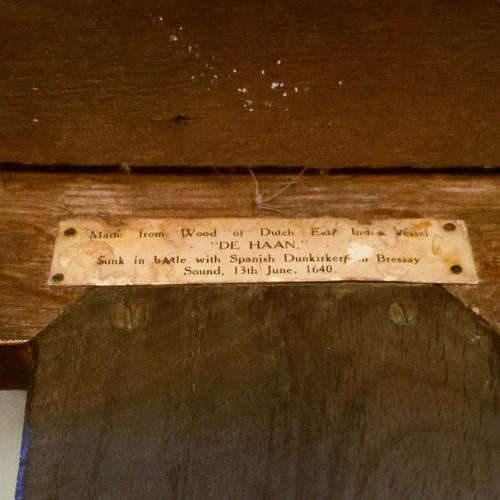 Made from Wood of Dutch East India Vessel
"DE HAAN,"
Sunk in battle with Spanish Dunkirkers in Bressay
Sound, 13th June, 1640.